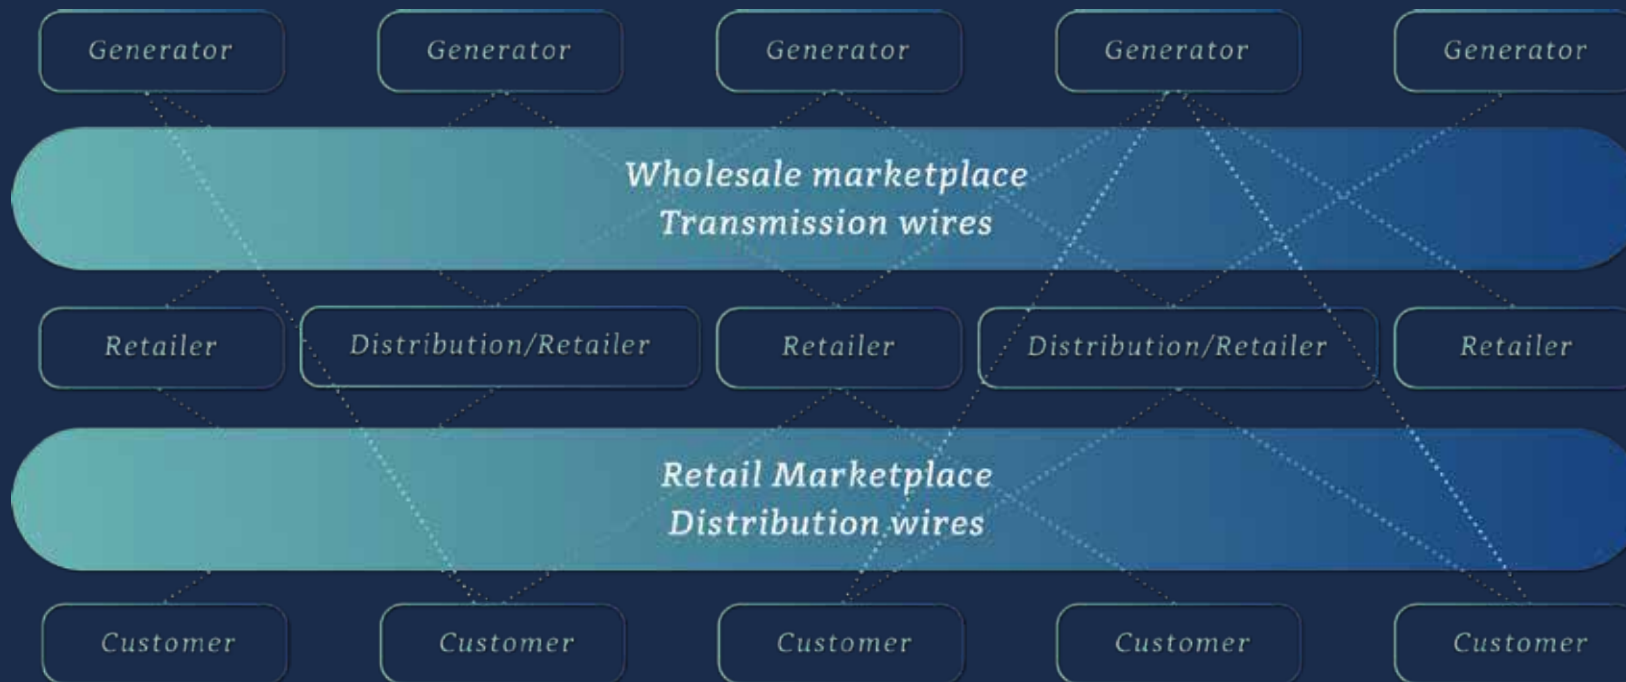 Generator Generator Generator Generator Generator
Wholesale marketplace
Transmission wires
Retailer Distribution/Retailer Retailer Distribution/Retailer Retailer
Retail Marketplace
Distribution wires
Customer Customer Customer Customer Customer